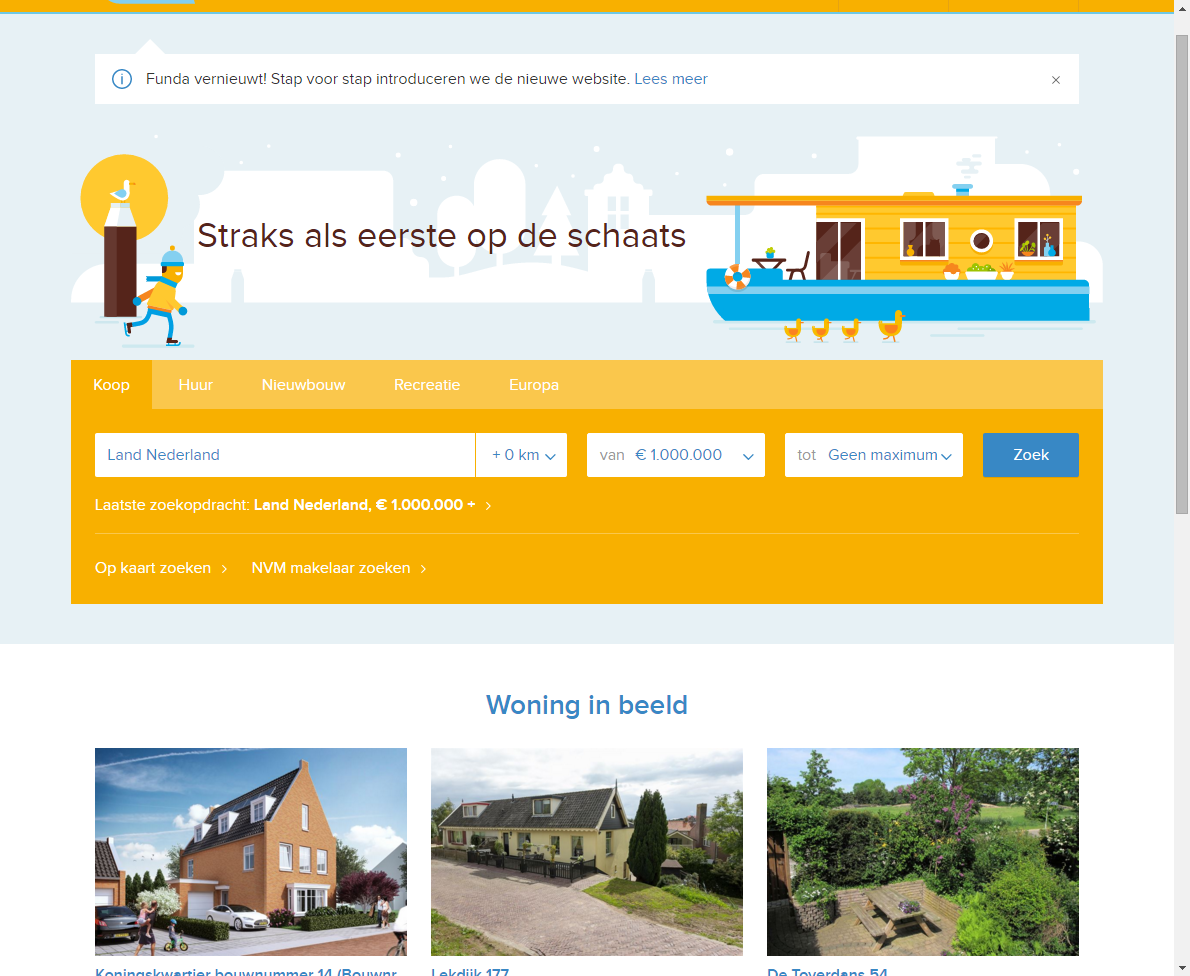 Funda vernieuwt! Stap voor stap introduceren we de nieuwe website. Lees meer ×
Straks als eerste op de schaats
Koop Huur Nieuwbouw Recreatie Europa
Land Nederland + 0 km van € 1.000.000 tot Geen maximum Zoek
Laatste zoekopdracht: Land Nederland, € 1.000.000 + >
Op kaart zoeken > NVM makelaar zoeken >
Woning in beeld
Koningskwartier bouwnummer 14 (Bouwnr. Lekdijk 177 De Toverdans 54